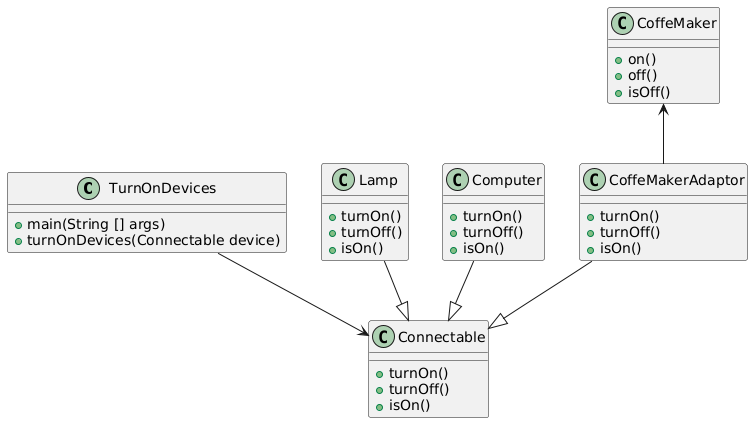 C CoffeMaker
on()
off()
isOff()
C TurnOnDevices
main(String [] args)
turnOnDevices(Connectable device)
C Lamp
turnOn()
turnOff()
isOn()
C Computer
turnOn()
turnOff()
isOn()
C CoffeMakerAdaptor
turnOn()
turnOff()
isOn()
C Connectable
turnOn()
turnOff()
isOn()